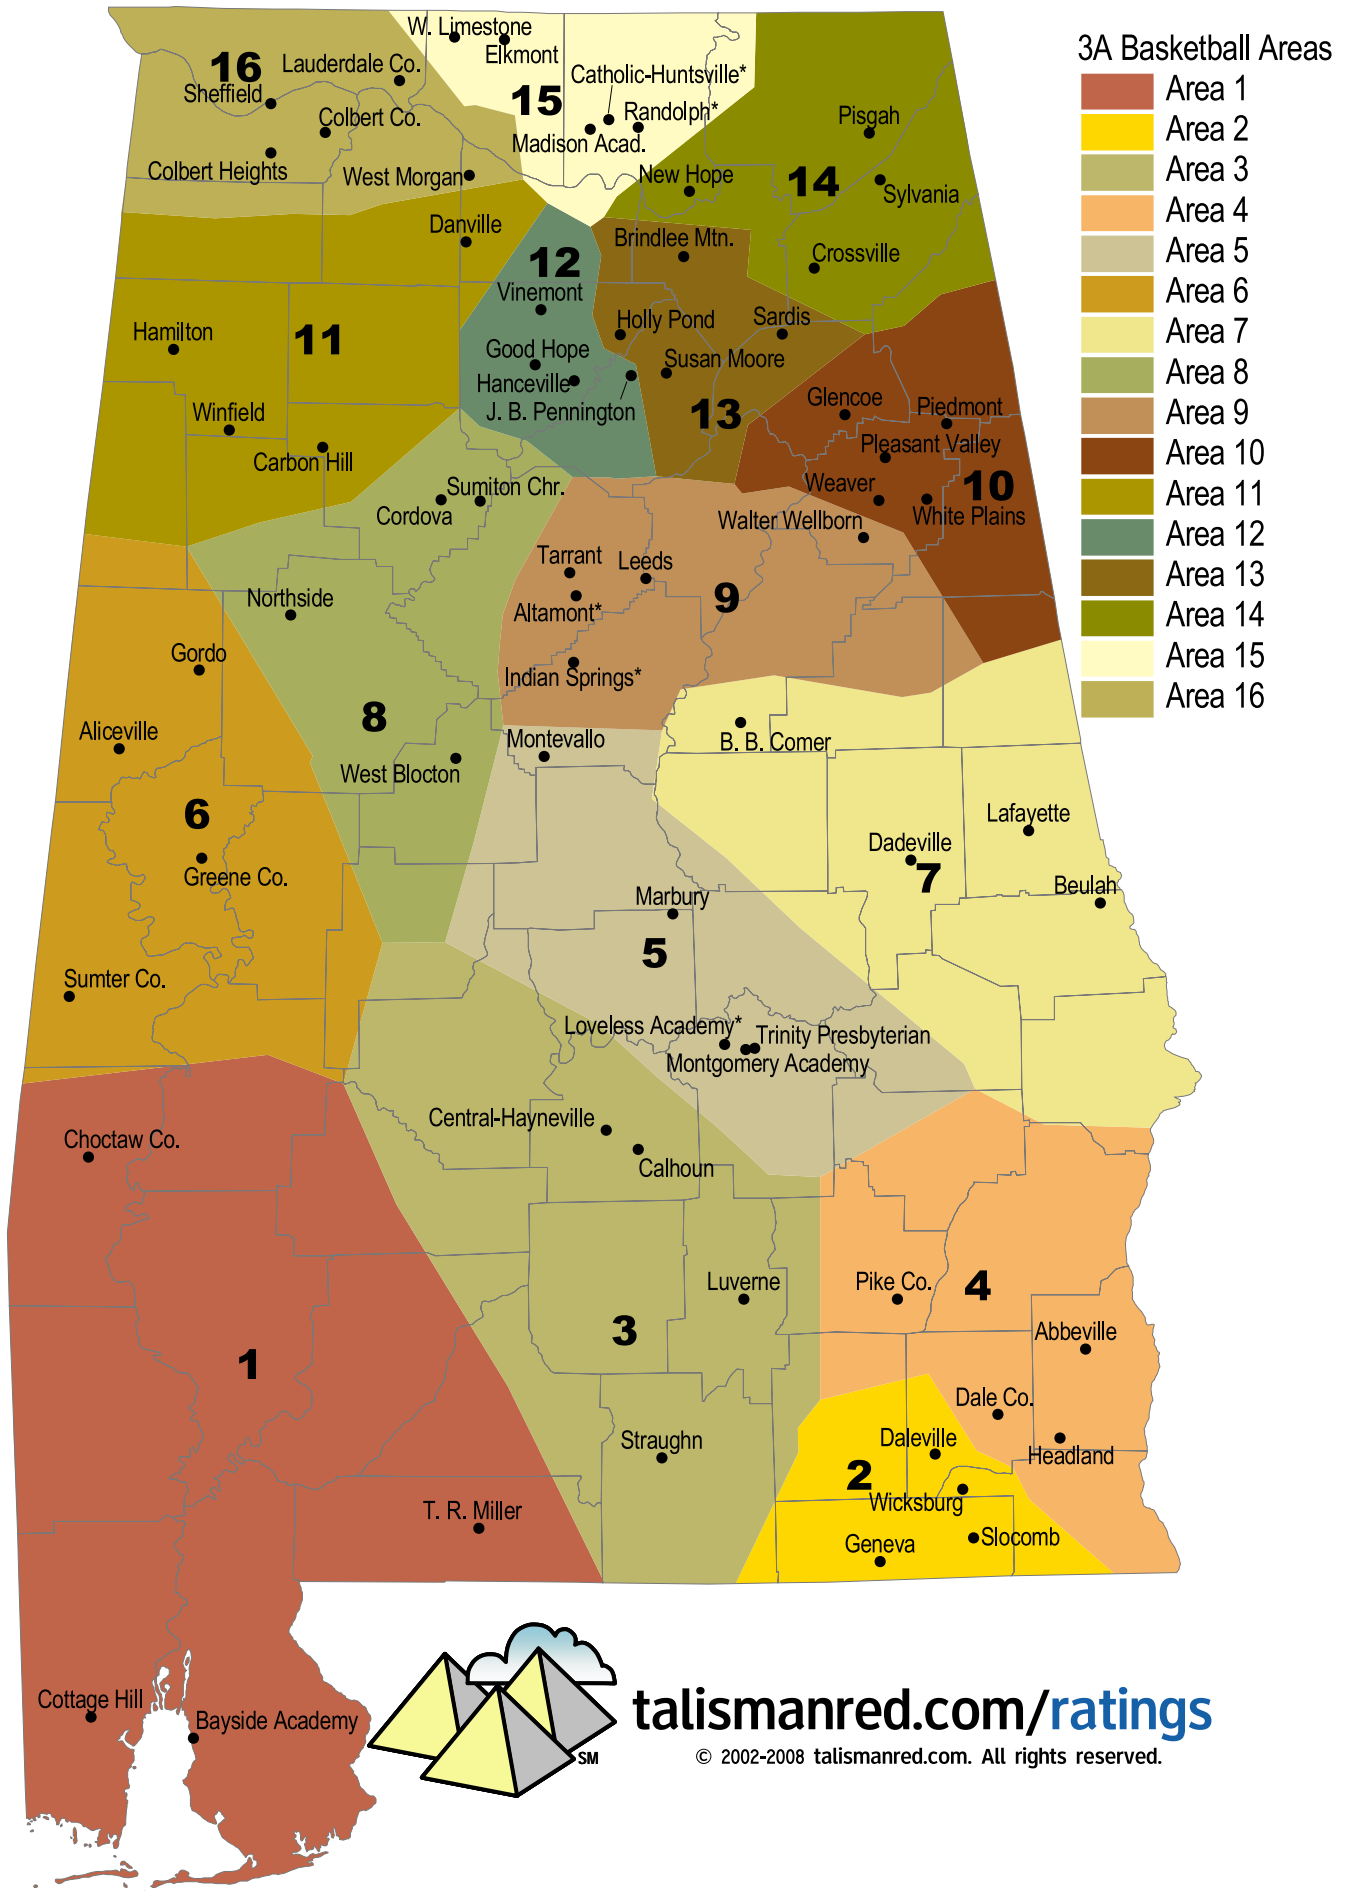 3A Basketball Areas
Area 1
Area 2
Area 3
Area 4
Area 5
Area 6
Area 7
Area 8
Area 9
Area 10
Area 11
Area 12
Area 13
Area 14
Area 15
Area 16
W. Limestone
Elkmont
16
Lauderdale Co.
Sheffield
15
Catholic-Huntsville*
Randolph*
Colbert Co.
Madison Acad.
Pisgah
Colbert Heights
West Morgan
New Hope
14
Sylvania
Danville
Brindlee Mtn.
Crossville
12
Vinemont
Hamilton
11
Holly Pond
Sardis
Good Hope
Susan Moore
Hanceville
J. B. Pennington
13
Winfield
Glencoe
Piedmont
Pleasant Valley
Carbon Hill
Weaver
10
Sumiton Chr.
Cordova
Walter Wellborn
White Plains
Tarrant
Leeds
Northside
Altamont*
9
Gordo
Indian Springs*
8
Aliceville
Montevallo
B. B. Comer
West Blocton
6
Lafayette
Dadeville
7
Greene Co.
Beulah
Marbury
5
Sumter Co.
Loveless Academy*
Trinity Presbyterian
Montgomery Academy
Central-Hayneville
Choctaw Co.
Calhoun
Luverne
Pike Co.
4
3
Abbeville
1
Dale Co.
Straughn
Daleville
Headland
2
Wicksburg
T. R. Miller
Geneva
Slocomb
Cottage Hill
Bayside Academy
talismanred.com/ratings
SM
© 2002-2008 talismanred.com. All rights reserved.